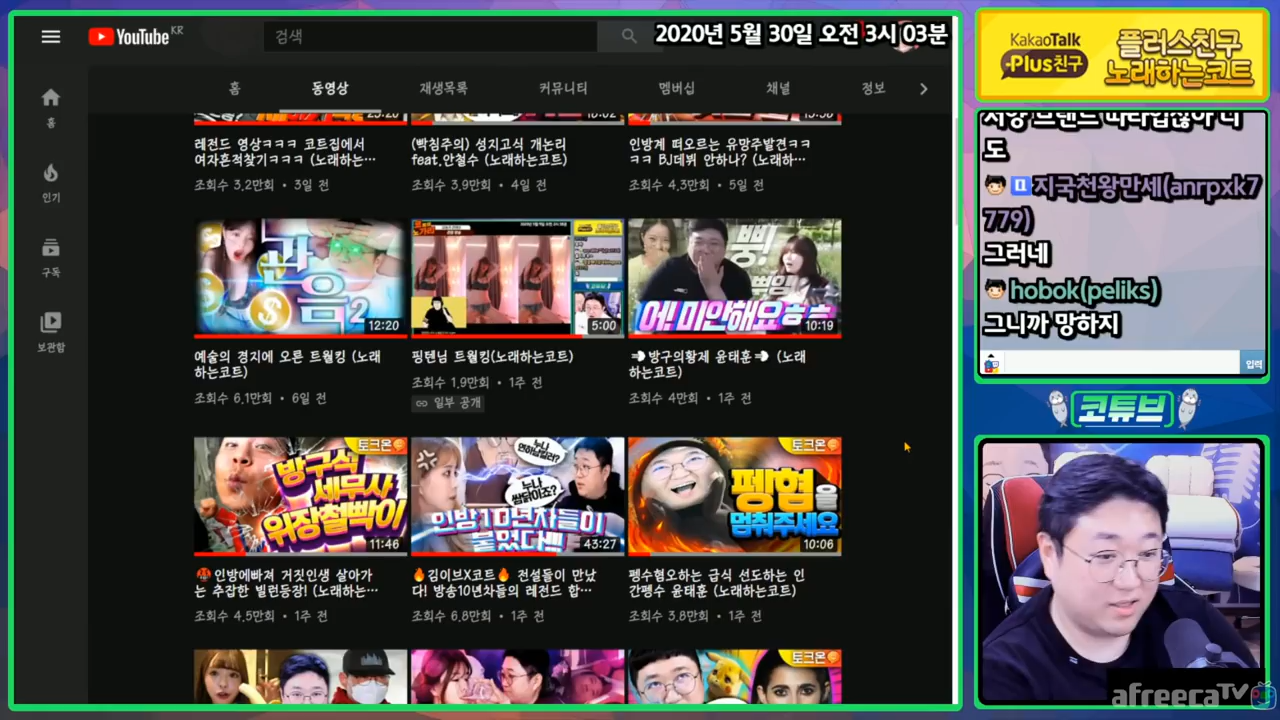 YouTube KR
검색
2020년 5월 30일 오전 3시 03분
홈
동영상
재생목록
커뮤니티
멤버십
채널
정보
홈
인기
구독
보관함
레전드 영상ㅋㅋㅋ 코트집에서
여자흔적찾기ㅋㅋㅋ (노래하는…
조회수 3.2만회 • 3일 전
(빡침주의) 성지고식 개논리
feat.안철수 (노래하는코트)
조회수 3.9만회 • 4일 전
인방계 떠오르는 유망주발견ㅋㅋ
ㅋㅋ BJ데뷔 안하나? (노래하…
조회수 4.3만회 • 5일 전
관
음2
12:20
예술의 경지에 오른 트월킹 (노래
하는코트)
조회수 6.1만회 • 6일 전
5:00
핑텐님 트월킹(노래하는코트)
조회수 1.9만회 • 1주 전
일부 공개
뿡!
어! 미안해요ㅎㅎ
10:19
방구의황제 윤태훈 (노래
하는코트)
조회수 4만회 • 1주 전
토크온
방구석
세무사
위장철빡이
11:46
인방에빠져 거짓인생 살아가
는 추잡한 빌런등장! (노래하는…
조회수 4.5만회 • 1주 전
누나
쌈닭이죠?
인방10년차들이
붙었다!!
43:27
김이브X코트 전설들이 만났
다! 방송10년차들의 레전드 합…
조회수 6.8만회 • 1주 전
토크온
펭혐을
멈춰주세요
10:06
펭수혐오하는 급식 선도하는 인
간펭수 윤태훈 (노래하는코트)
조회수 3.8만회 • 1주 전
토크온
KakaoTalk
Plus친구
플러스친구
노래하는코트
도
지국천왕만세(anrpxk7
779)
그러네
hobok(peliks)
그니까 망하지
입력
코튜브
afreecaTV